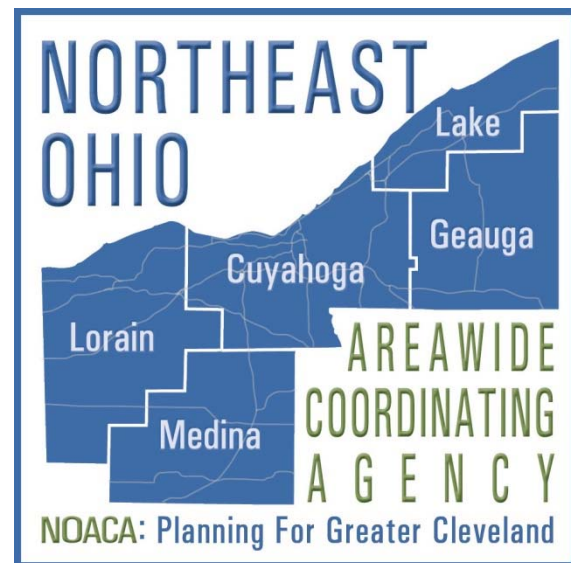 NORTHEAST
OHIO
Lake
Geauga
Cuyahoga
Lorain
Medina
AREAWIDE
COORDINATING
AGENCY
NOACA: Planning For Greater Cleveland